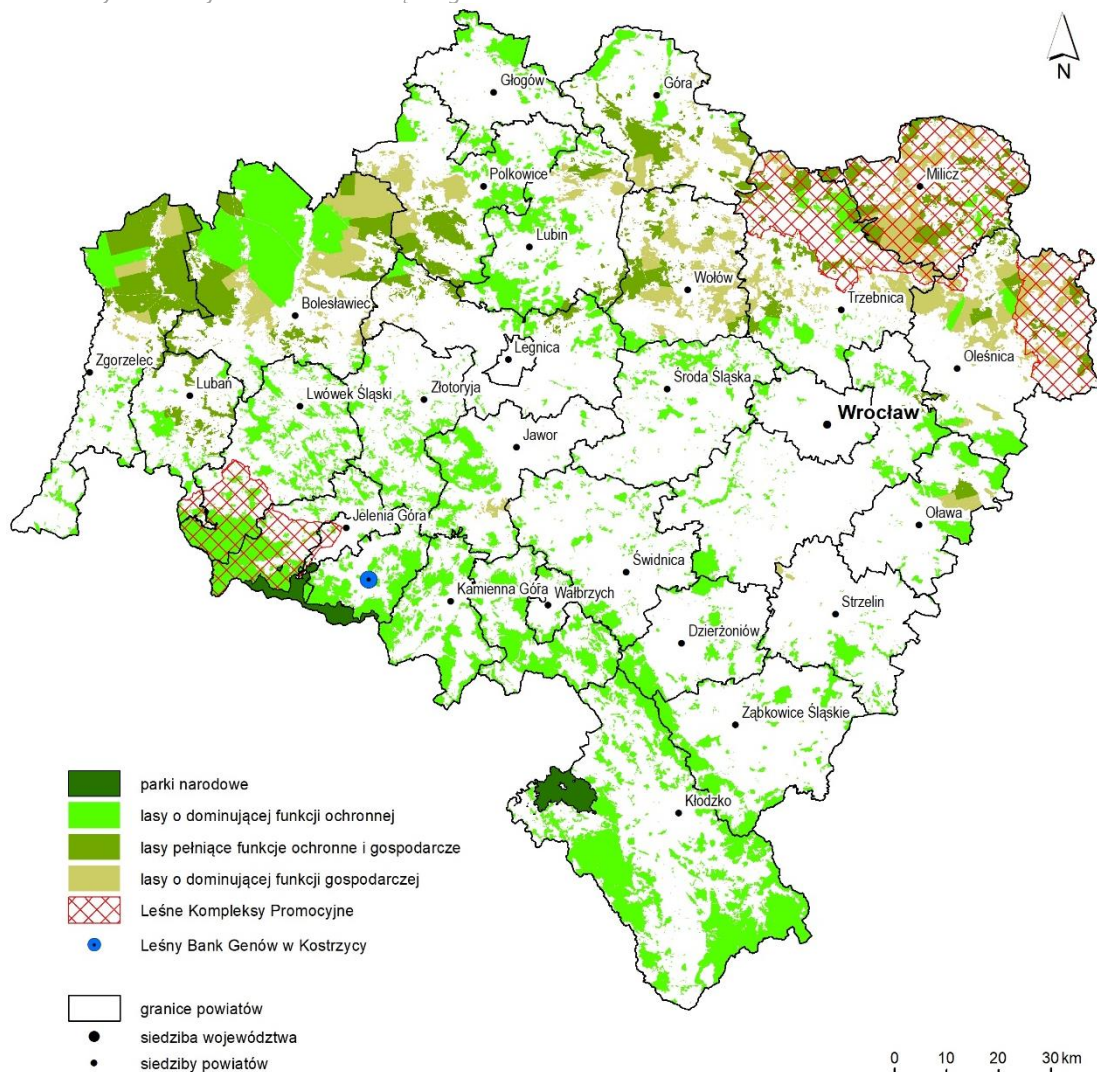 N
Głogów
Góra
Milicz
Polkowice
Lubin
Wołów
Trzebnica
Bolesławiec
Zgorzelec
Lubań
Lwówek Śląski
Złotoryja
Legnica
Środa Śląska
Oleśnica
Wrocław
Jawor
Oława
Jelenia Góra
Świdnica
Kamienna Góra
Wałbrzych
Strzelin
Dzierżoniów
Ząbkowice Śląskie
Kłodzko
parki narodowe
lasy o dominującej funkcji ochronnej
lasy pełniące funkcje ochronne i gospodarcze
lasy o dominującej funkcji gospodarczej
Leśne Kompleksy Promocyjne
Leśny Bank Genów w Kostrzycy
granice powiatów
siedziba województwa
siedziby powiatów
0 10 20 30 km